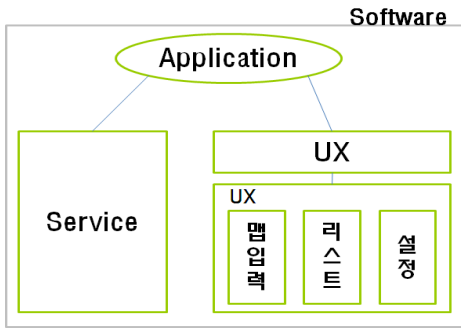 Software
Application
Service
UX
UX
맵입력
리스트
설정